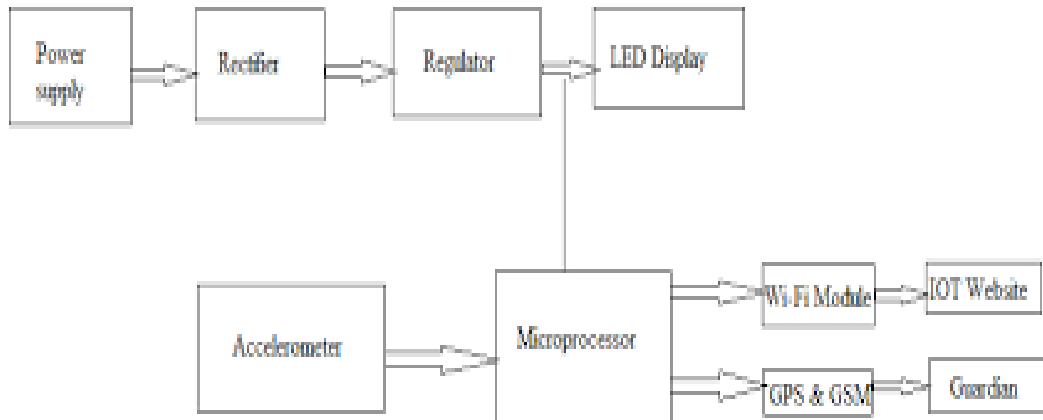 Power
supply
Rectifier
Regulator
LED Display
Accelerometer
Microprocessor
Wi-Fi Module
IOT Website
GPS & GSM
Guardian